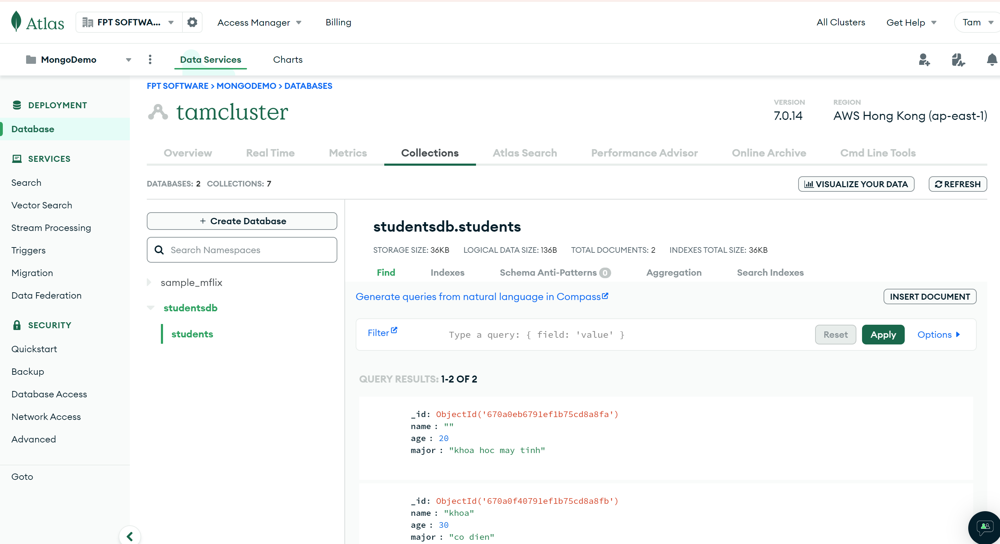 Atlas
FPT SOFTWA...
Access Manager
Billing
All Clusters
Get Help
Tam
MongoDemo
Data Services
Charts
FPT SOFTWARE > MONGODEMO > DATABASES
DEPLOYMENT
Database
SERVICES
Search
Vector Search
Stream Processing
Triggers
Migration
Data Federation
SECURITY
Quickstart
Backup
Database Access
Network Access
Advanced
Goto
tamcluster
VERSION
7.0.14
REGION
AWS Hong Kong (ap-east-1)
Overview
Real Time
Metrics
Collections
Atlas Search
Performance Advisor
Online Archive
Cmd Line Tools
DATABASES: 2 COLLECTIONS: 7
VISUALIZE YOUR DATA
REFRESH
+ Create Database
Search Namespaces
sample_mflix
studentsdb
students
studentsdb.students
STORAGE SIZE: 36KB LOGICAL DATA SIZE: 136B TOTAL DOCUMENTS: 2 INDEXES TOTAL SIZE: 36KB
Find
Indexes
Schema Anti-Patterns 0
Aggregation
Search Indexes
Generate queries from natural language in Compass
INSERT DOCUMENT
Filter
Type a query: { field: 'value' }
Reset
Apply
Options
QUERY RESULTS: 1-2 OF 2
_id: ObjectId('670a0eb6791ef1b75cd8a8fa')
name : ""
age : 20
major : "khoa hoc may tinh"
_id: ObjectId('670a0f40791ef1b75cd8a8fb')
name : "khoa"
age : 30
major : "co dien"